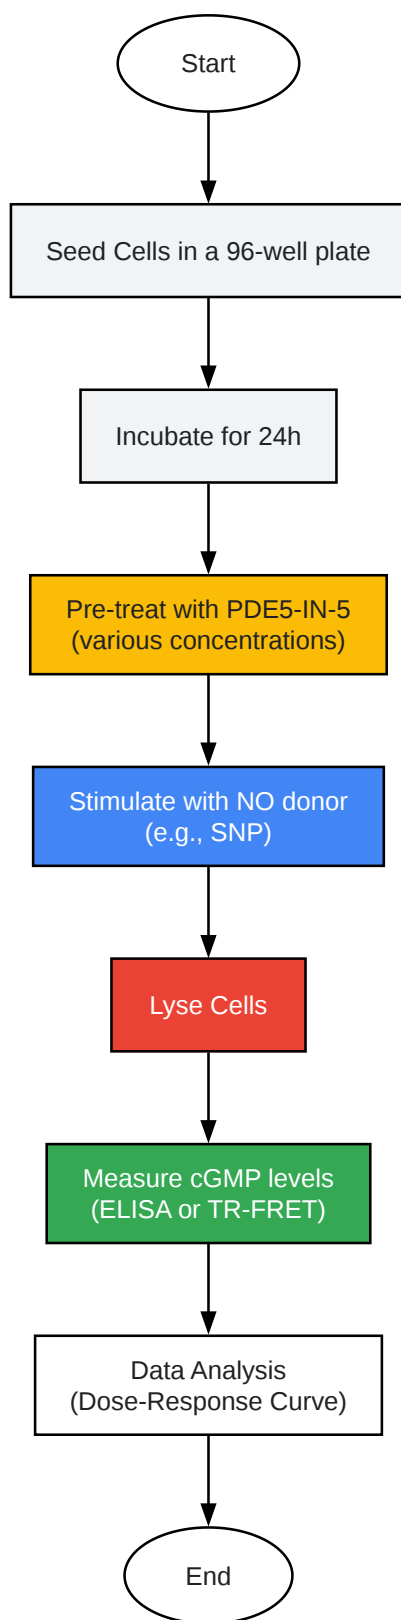 Start
Seed Cells in a 96-well plate
Incubate for 24h
Pre-treat with PDE5-IN-5
(various concentrations)
Stimulate with NO donor
(e.g., SNP)
Lyse Cells
Measure cGMP levels
(ELISA or TR-FRET)
Data Analysis
(Dose-Response Curve)
End